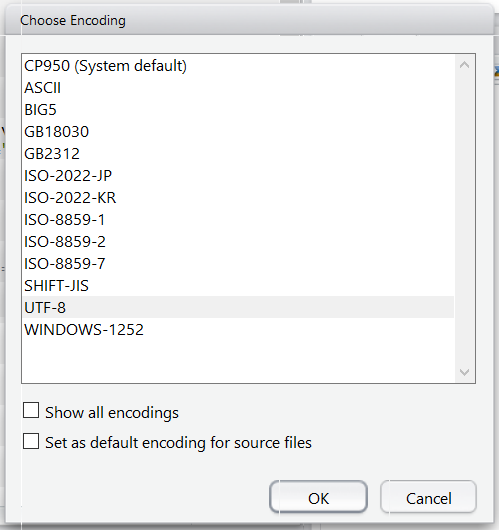 Choose Encoding
CP950 (System default)
ASCII
BIG5
GB18030
GB2312
ISO-2022-JP
ISO-2022-KR
ISO-8859-1
ISO-8859-2
ISO-8859-7
SHIFT-JIS
UTF-8
WINDOWS-1252
Show all encodings
Set as default encoding for source files
OK
Cancel